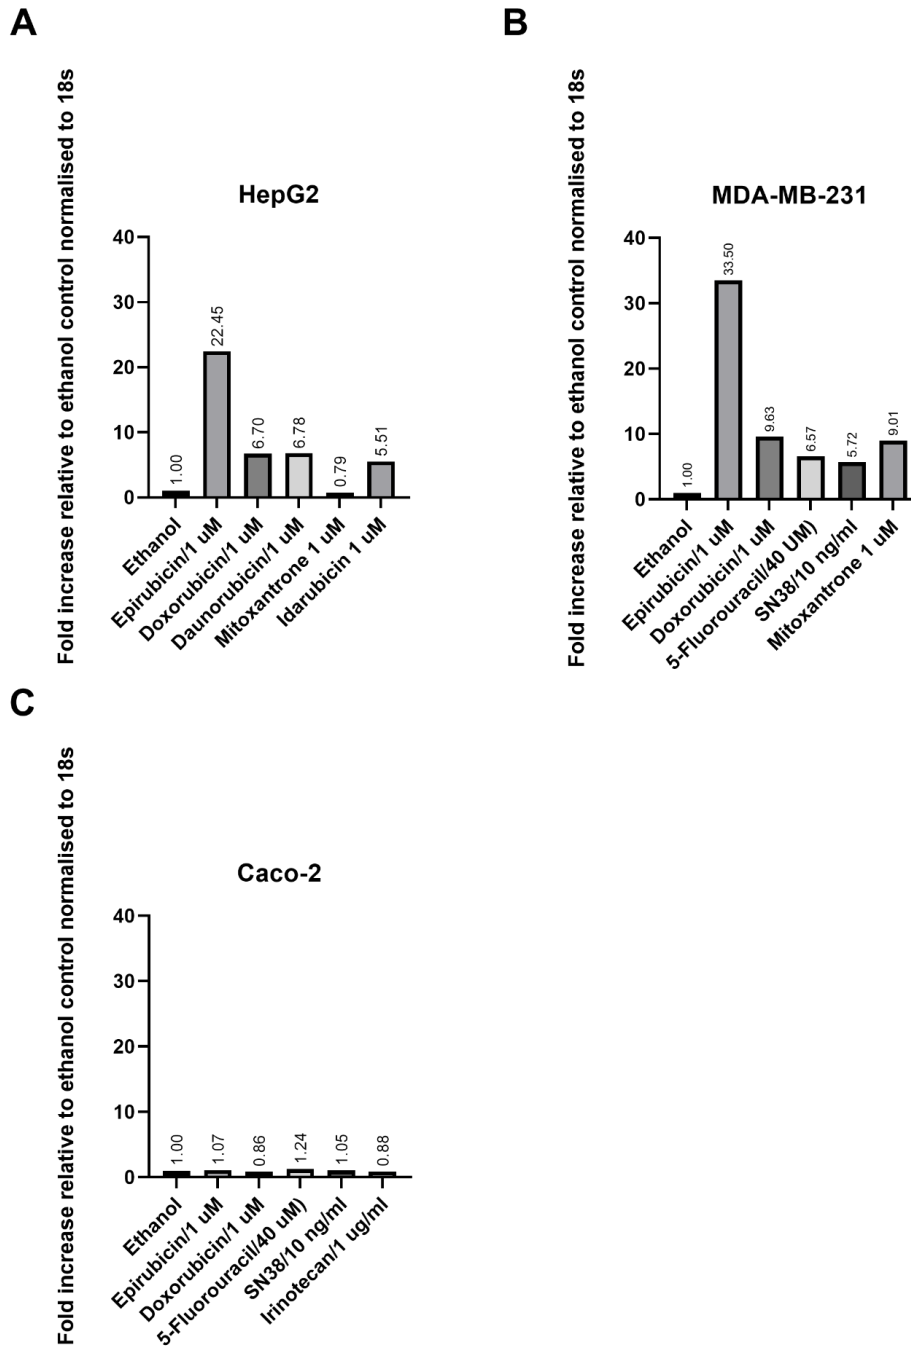 A
Fold increase relative to ethanol control normalised to 18s
HepG2
40
30
20
10
0
1.00
22.45
6.70
6.78
0.79
5.51
Ethanol
Epirubicin/1 uM
Doxorubicin/1 uM
Daunorubicin/1 uM
Mitoxantrone 1 uM
Idarubicin 1 uM
B
Fold increase relative to ethanol control normalised to 18s
MDA-MB-231
40
30
20
10
0
1.00
33.50
9.63
6.57
5.72
9.01
Ethanol
Epirubicin/1 uM
Doxorubicin/1 uM
5-Fluorouracil/40 UM)
SN38/10 ng/ml
Mitoxantrone 1 uM
C
Fold increase relative to ethanol control normalised to 18s
Caco-2
40
30
20
10
0
1.00
1.07
0.86
1.24
1.05
0.88
Ethanol
Epirubicin/1 uM
Doxorubicin/1 uM
5-Fluorouracil/40 uM)
SN38/10 ng/ml
Irinotecan/1 ug/ml